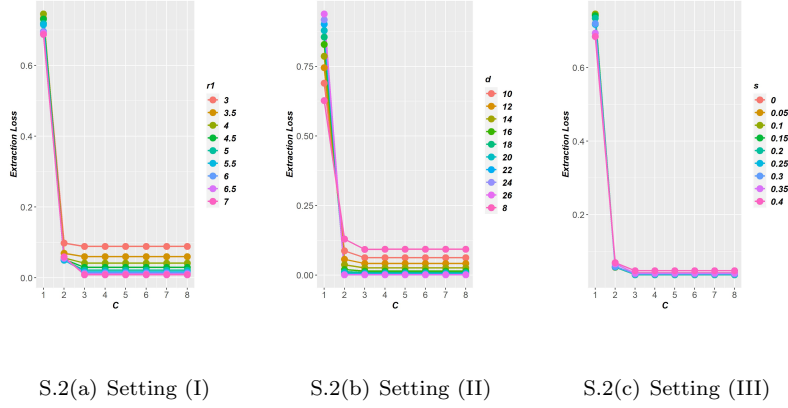 0.6
0.4
0.2
0.0
Extraction Loss
1 2 3 4 5 6 7 8
C
r1
3
3.5
4
4.5
5
5.5
6
6.5
7
0.75
0.50
0.25
0.00
Extraction Loss
1 2 3 4 5 6 7 8
C
d
10
12
14
16
18
20
22
24
26
8
0.6
0.4
0.2
Extraction Loss
1 2 3 4 5 6 7 8
C
s
0
0.05
0.1
0.15
0.2
0.25
0.3
0.35
0.4
S.2(a) Setting (I)
S.2(b) Setting (II)
S.2(c) Setting (III)